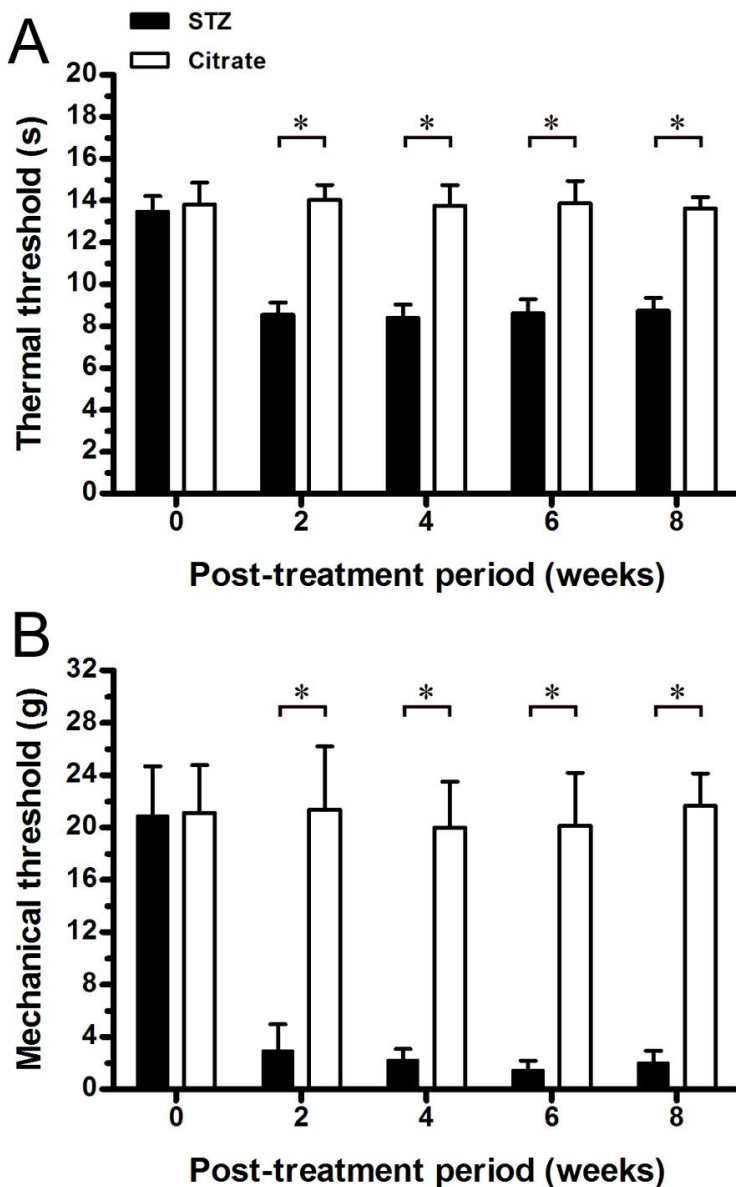 A
STZ
Citrate
20
18
16
14
12
10
8
6
4
2
0
Thermal threshold (s)
* * * *
0 2 4 6 8
Post-treatment period (weeks)
B
32
28
24
20
16
12
8
4
0
Mechanical threshold (g)
* * * *
0 2 4 6 8
Post-treatment period (weeks)